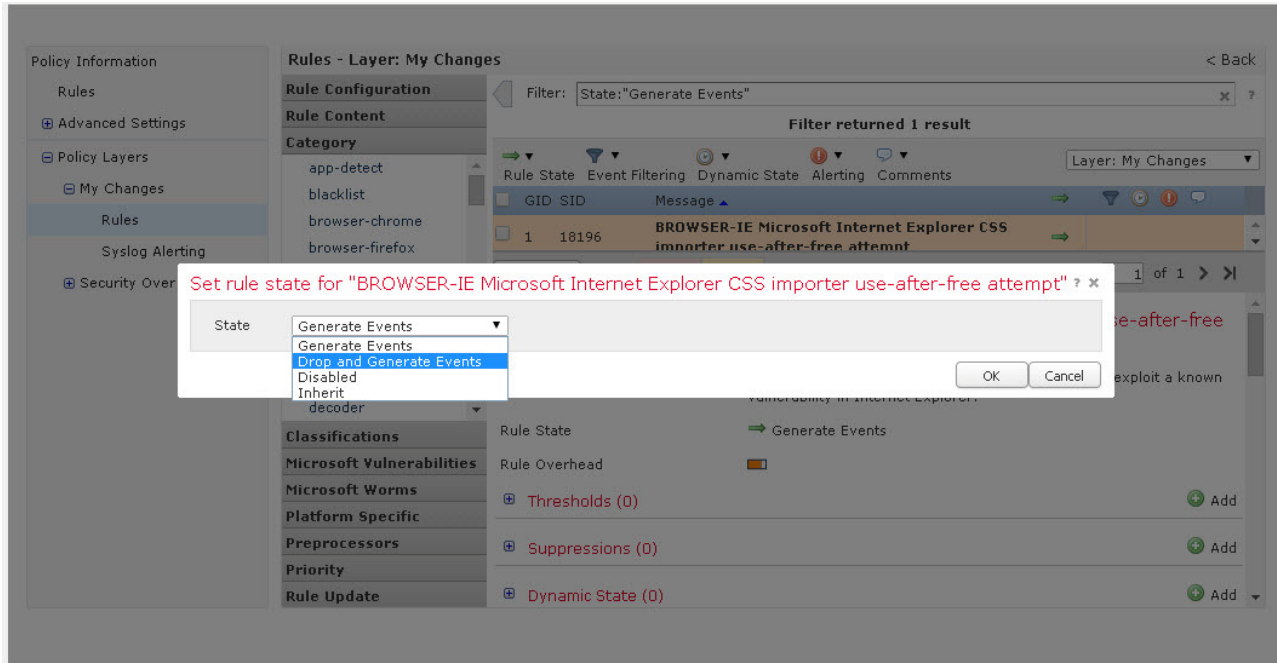 Policy Information
Rules
Advanced Settings
Policy Layers
My Changes
Rules
Syslog Alerting
Security Over
Rules - Layer: My Changes
< Back
Rule Configuration
Rule Content
Category
app-detect
blacklist
browser-chrome
browser-firefox
decoder
Classifications
Microsoft Vulnerabilities
Microsoft Worms
Platform Specific
Preprocessors
Priority
Rule Update
Filter: State:"Generate Events" ?
Filter returned 1 result
Rule State Event Filtering Dynamic State Alerting Comments
Layer: My Changes
GID SID Message
1 18196 BROWSER-IE Microsoft Internet Explorer CSS
importer use-after-free attempt
1 of 1
Set rule state for "BROWSER-IE Microsoft Internet Explorer CSS importer use-after-free attempt" ?
State Generate Events
Generate Events
Drop and Generate Events
Disabled
Inherit
OK Cancel
se-after-free
exploit a known
vulnerability in Internet Explorer.
Rule State Generate Events
Rule Overhead
Thresholds (0) Add
Suppressions (0) Add
Dynamic State (0) Add